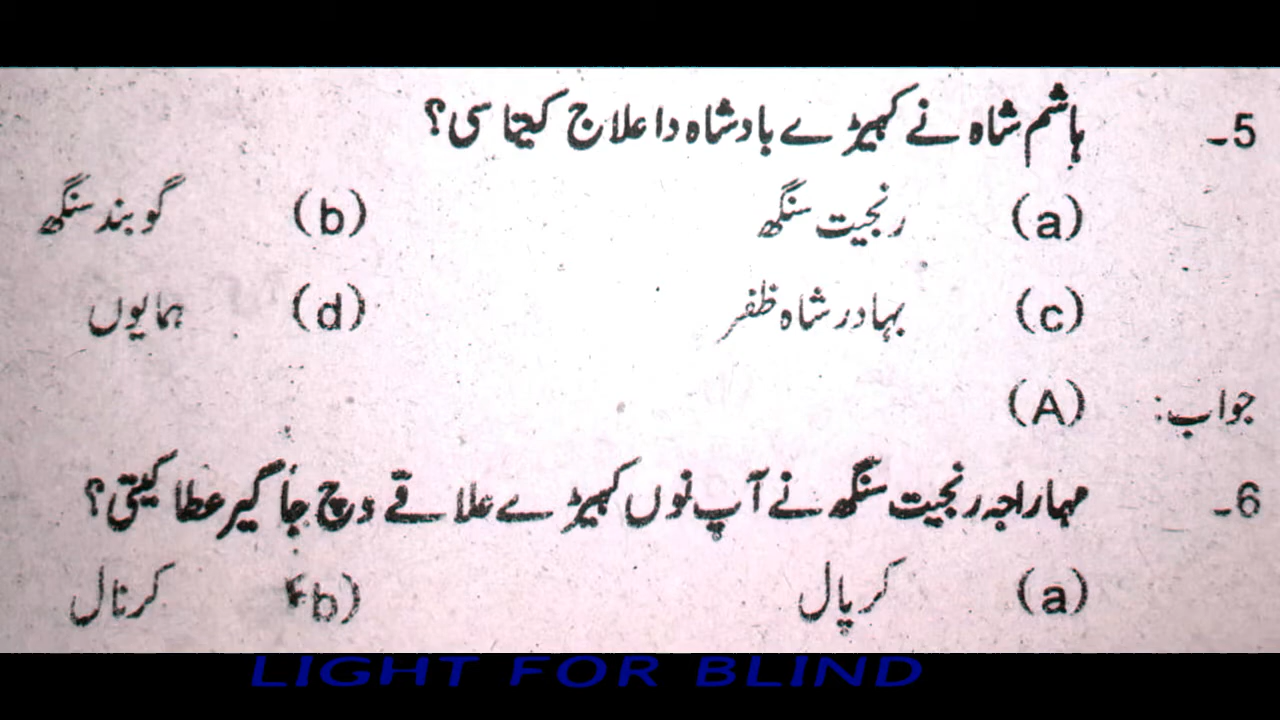 5۔ ہاشم شاہ نے کہیڑے بادشاہ دا علاج کیتا سی؟
(a) رنجیت سنگھ (b) گوبند سنگھ
(c) بہادر شاہ ظفر (d) ہمایوں
جواب: (A)
6۔ مہاراجہ رنجیت سنگھ نے آپ نوں کہیڑے علاقے وچ جاگیر عطا کیتی؟
(a) کرپال (b) کرنال
LIGHT FOR BLIND